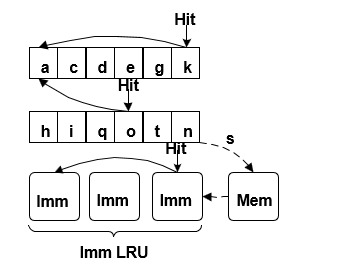 Hit
a c d e g k
Hit
h i q o t n
s
Hit
Imm Imm Imm Mem
Imm LRU